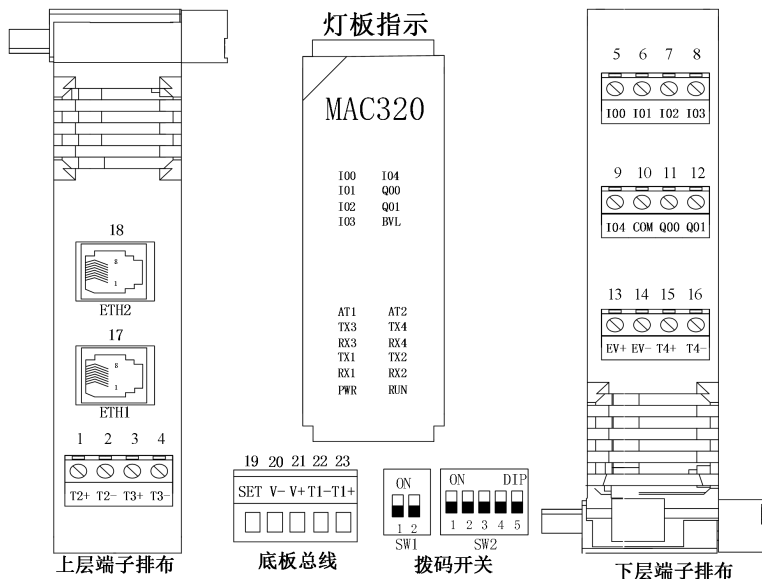 灯板指示
MAC320
I00 I04
I01 Q00
I02 Q01
I03 BVL
AT1 AT2
TX3 TX4
RX3 RX4
TX1 TX2
RX1 RX2
PWR RUN
18
8
1
ETH2
17
8
1
ETH1
1 2 3 4
T2+ T2- T3+ T3-
上层端子排布
19 20 21 22 23
SET V- V+ T1- T1+
底板总线
ON
1 2
SW1
ON DIP
1 2 3 4 5
SW2
拨码开关
5 6 7 8
I00 I01 I02 I03
9 10 11 12
I04 COM Q00 Q01
13 14 15 16
EV+ EV- T4+ T4-
下层端子排布